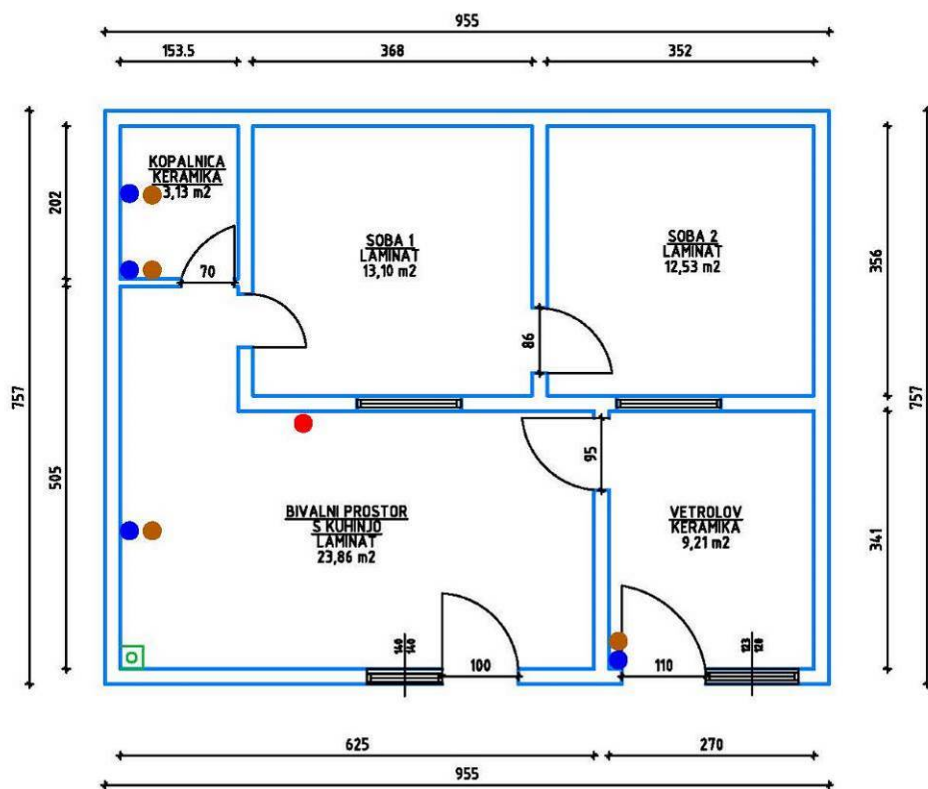 955
153.5
368
352
KOPALNICA
KERAMIKA
3,13 m2
202
70
SOBA 1
LAMINAT
13,10 m2
SOBA 2
LAMINAT
12,53 m2
356
86
757
757
505
95
BIVALNI PROSTOR
S KUHINJO
LAMINAT
23,86 m2
VETROLOV
KERAMIKA
9,21 m2
341
140
140
100
110
123
120
625
270
955